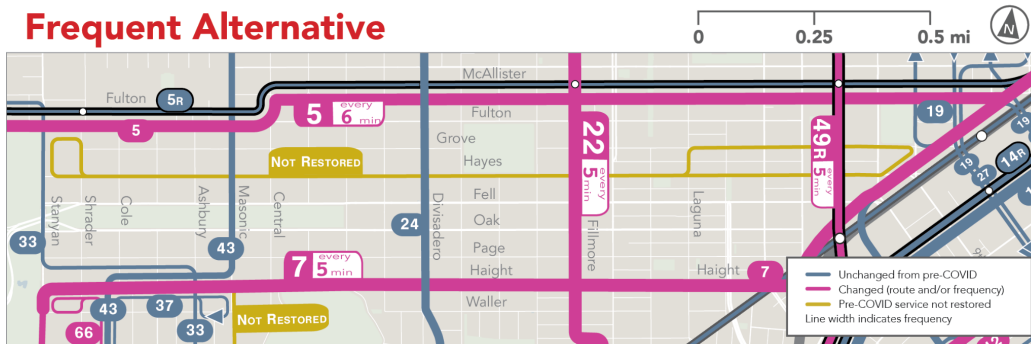 Frequent Alternative
0 0.25 0.5 mi
N
McAllister
Fulton
5R
5
5 every 6 min
Fulton
19
49R every 5 min
22 every 5 min
19
Grove
Hayes
NOT RESTORED
14R
19
27
Stanyan
Shrader
Cole
Ashbury
Masonic
Central
Divisadero
Fell
Oak
Page
Haight
Waller
Fillmore
Laguna
33
43
24
7 every 5 min
Haight
7
43
37
33
66
NOT RESTORED
Unchanged from pre-COVID
Changed (route and/or frequency)
Pre-COVID service not restored
Line width indicates frequency